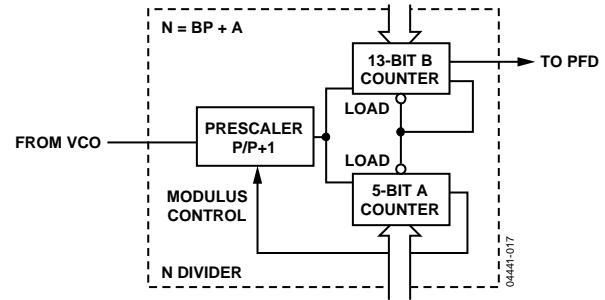 N = BP + A
13-BIT B
COUNTER
TO PFD
LOAD
PRESCALER
P/P+1
FROM VCO
LOAD
MODULUS
CONTROL
5-BIT A
COUNTER
N DIVIDER
04441-017